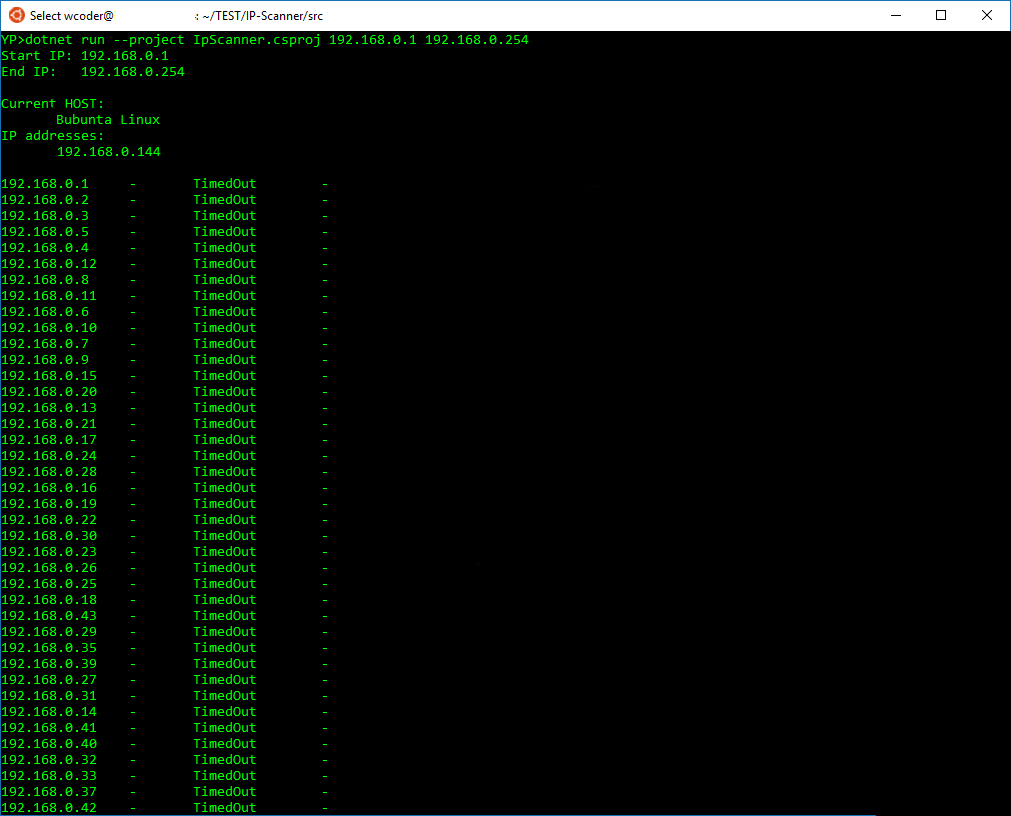 Select wcoder@ : ~/TEST/IP-Scanner/src
YP>dotnet run --project IpScanner.csproj 192.168.0.1 192.168.0.254
Start IP: 192.168.0.1
End IP: 192.168.0.254
Current HOST:
Bubunta Linux
IP addresses:
192.168.0.144
192.168.0.1 - TimedOut -
192.168.0.2 - TimedOut -
192.168.0.3 - TimedOut -
192.168.0.5 - TimedOut -
192.168.0.4 - TimedOut -
192.168.0.12 - TimedOut -
192.168.0.8 - TimedOut -
192.168.0.11 - TimedOut -
192.168.0.6 - TimedOut -
192.168.0.10 - TimedOut -
192.168.0.7 - TimedOut -
192.168.0.9 - TimedOut -
192.168.0.15 - TimedOut -
192.168.0.20 - TimedOut -
192.168.0.13 - TimedOut -
192.168.0.21 - TimedOut -
192.168.0.17 - TimedOut -
192.168.0.24 - TimedOut -
192.168.0.28 - TimedOut -
192.168.0.16 - TimedOut -
192.168.0.19 - TimedOut -
192.168.0.22 - TimedOut -
192.168.0.30 - TimedOut -
192.168.0.23 - TimedOut -
192.168.0.26 - TimedOut -
192.168.0.25 - TimedOut -
192.168.0.18 - TimedOut -
192.168.0.43 - TimedOut -
192.168.0.29 - TimedOut -
192.168.0.35 - TimedOut -
192.168.0.39 - TimedOut -
192.168.0.27 - TimedOut -
192.168.0.31 - TimedOut -
192.168.0.14 - TimedOut -
192.168.0.41 - TimedOut -
192.168.0.40 - TimedOut -
192.168.0.32 - TimedOut -
192.168.0.33 - TimedOut -
192.168.0.37 - TimedOut -
192.168.0.42 - TimedOut -